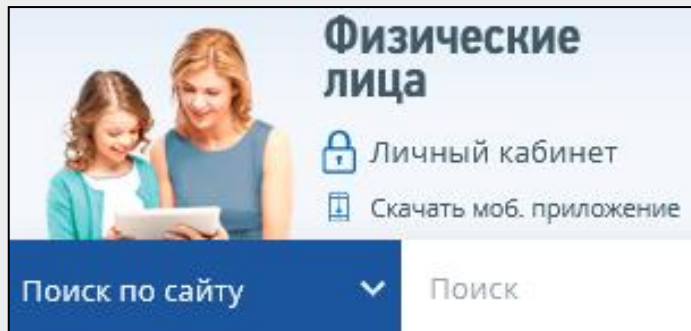 Физические
лица
Личный кабинет
Скачать моб. приложение
Поиск по сайту
Поиск